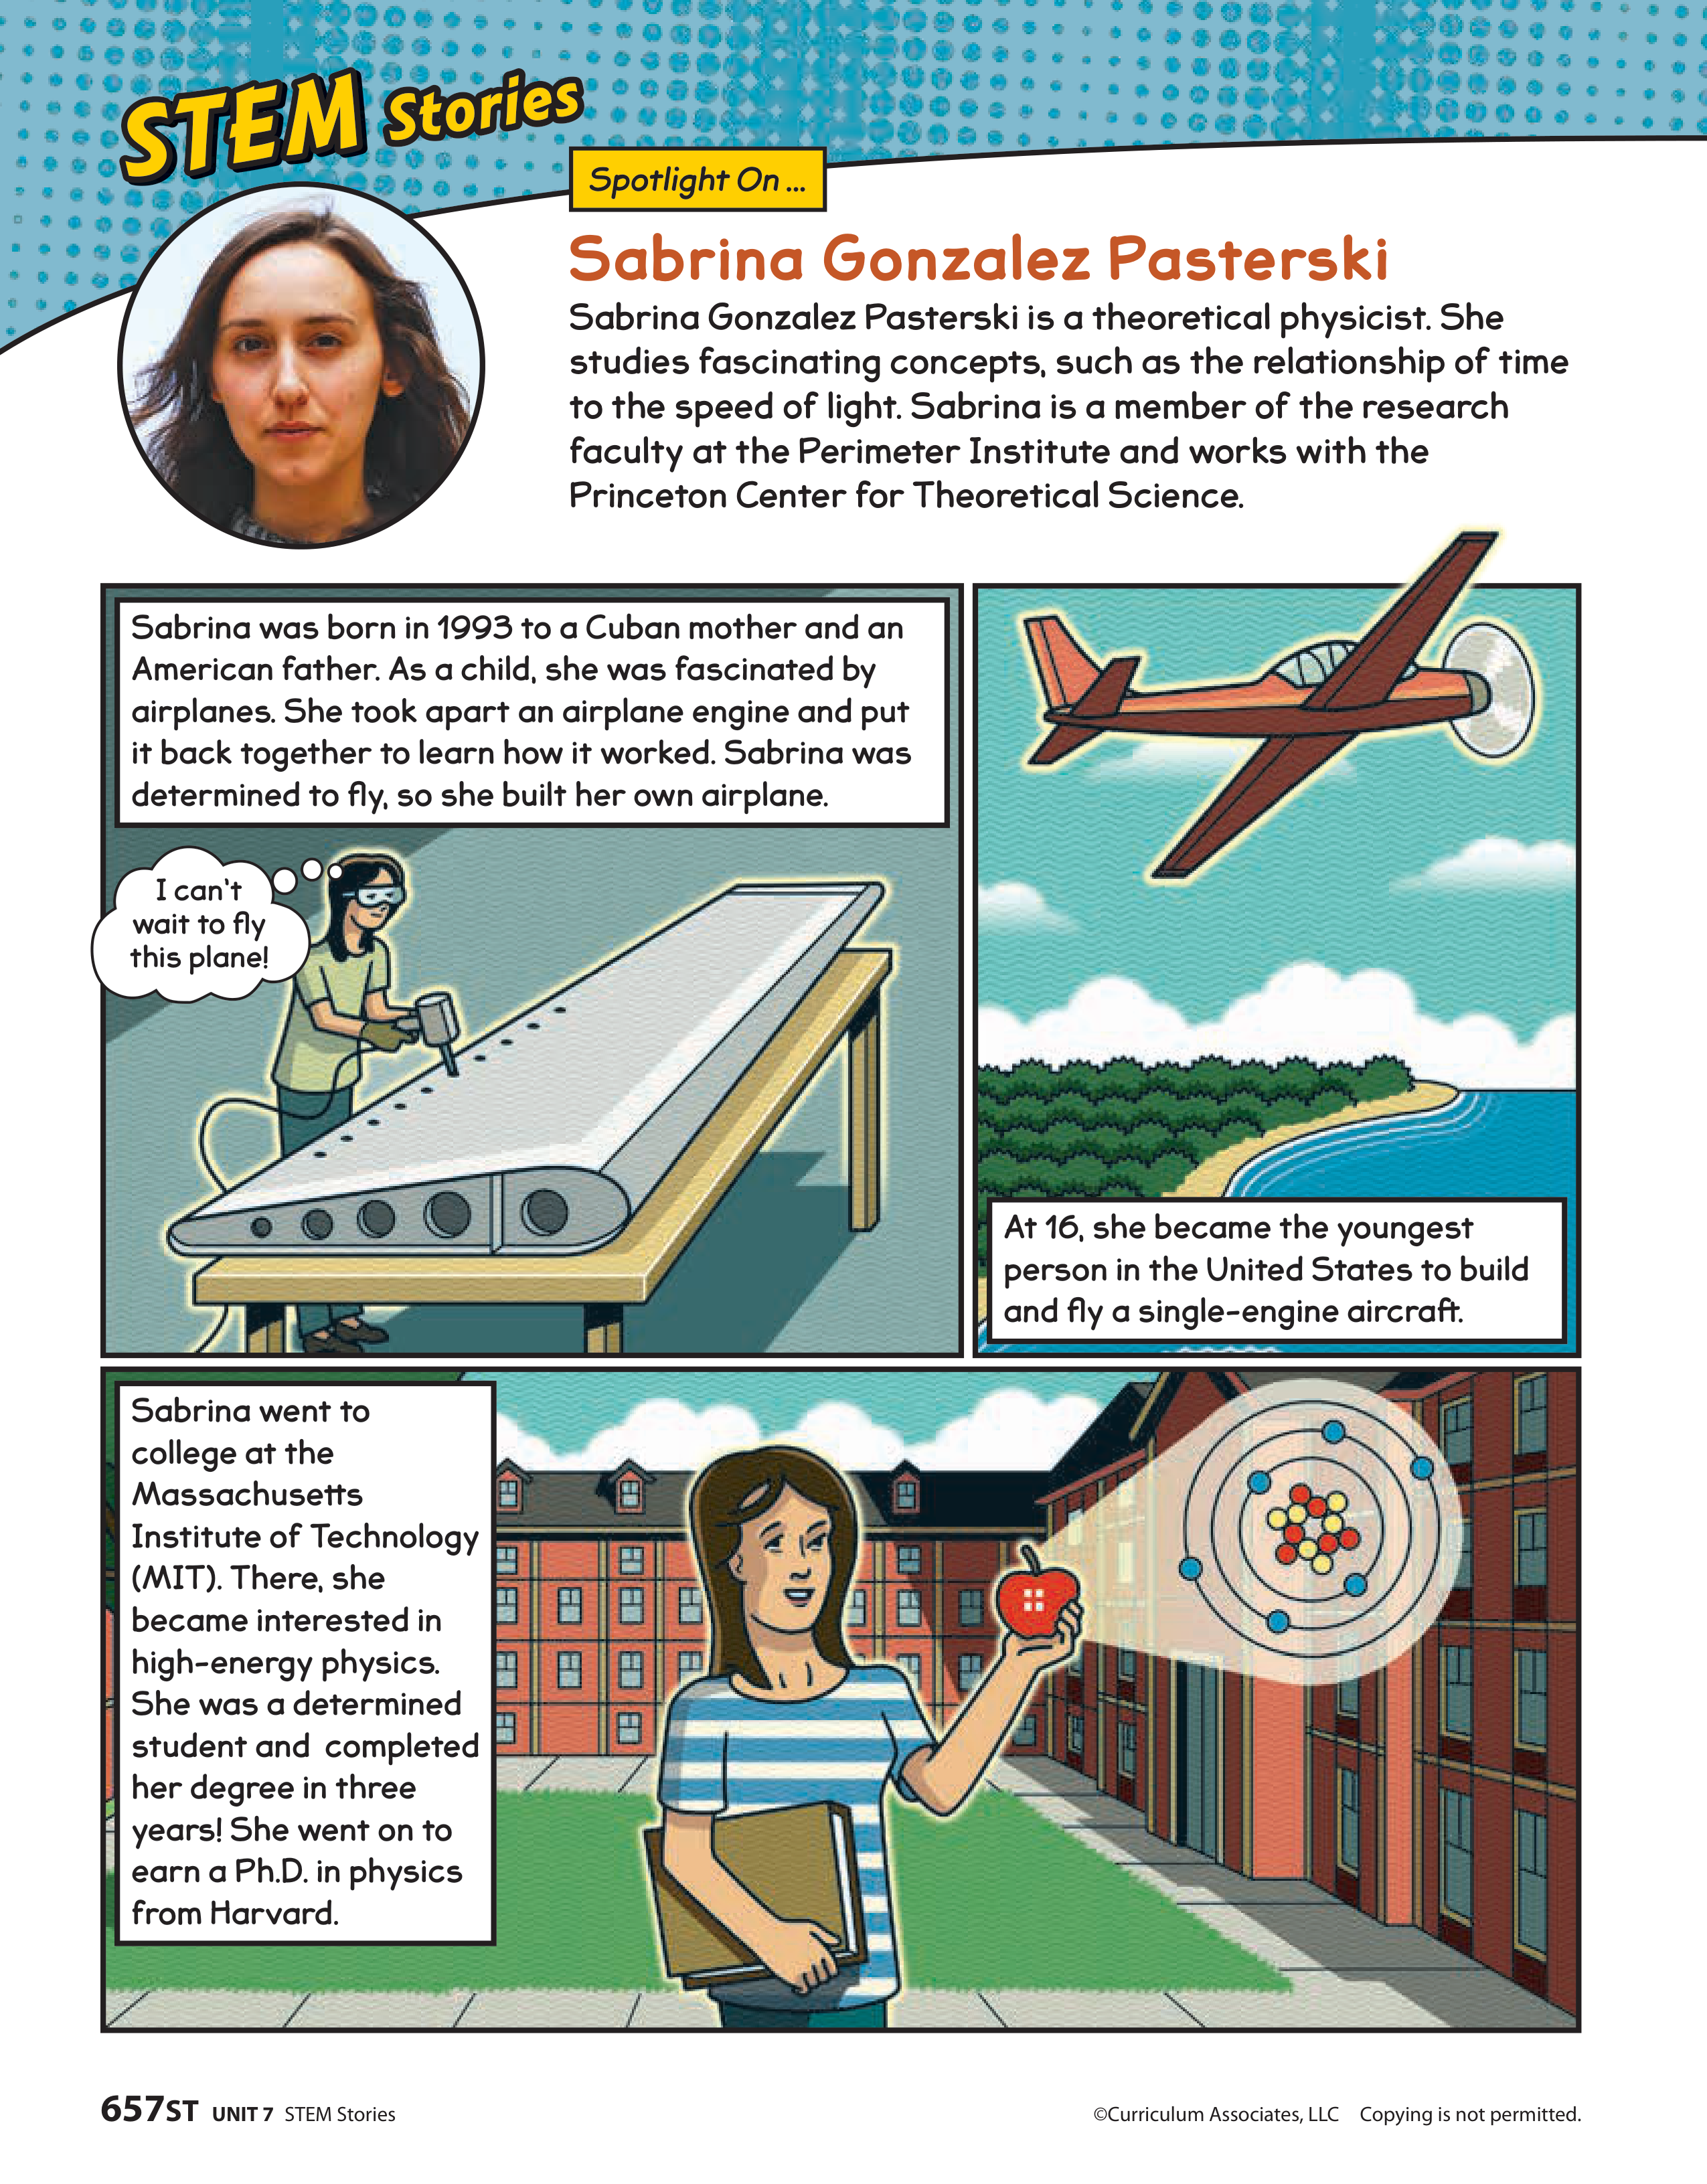 STEM Stories
Spotlight On ...
Sabrina Gonzalez Pasterski
Sabrina Gonzalez Pasterski is a theoretical physicist. She
studies fascinating concepts, such as the relationship of time
to the speed of light. Sabrina is a member of the research
faculty at the Perimeter Institute and works with the
Princeton Center for Theoretical Science.
Sabrina was born in 1993 to a Cuban mother and an
American father. As a child, she was fascinated by
airplanes. She took apart an airplane engine and put
it back together to learn how it worked. Sabrina was
determined to fly, so she built her own airplane.
I can't
wait to fly
this plane!
At 16, she became the youngest
person in the United States to build
and fly a single-engine aircraft.
Sabrina went to
college at the
Massachusetts
Institute of Technology
(MIT). There, she
became interested in
high-energy physics.
She was a determined
student and completed
her degree in three
years! She went on to
earn a Ph.D. in physics
from Harvard.
657ST UNIT 7 STEM Stories
©Curriculum Associates, LLC Copying is not permitted.